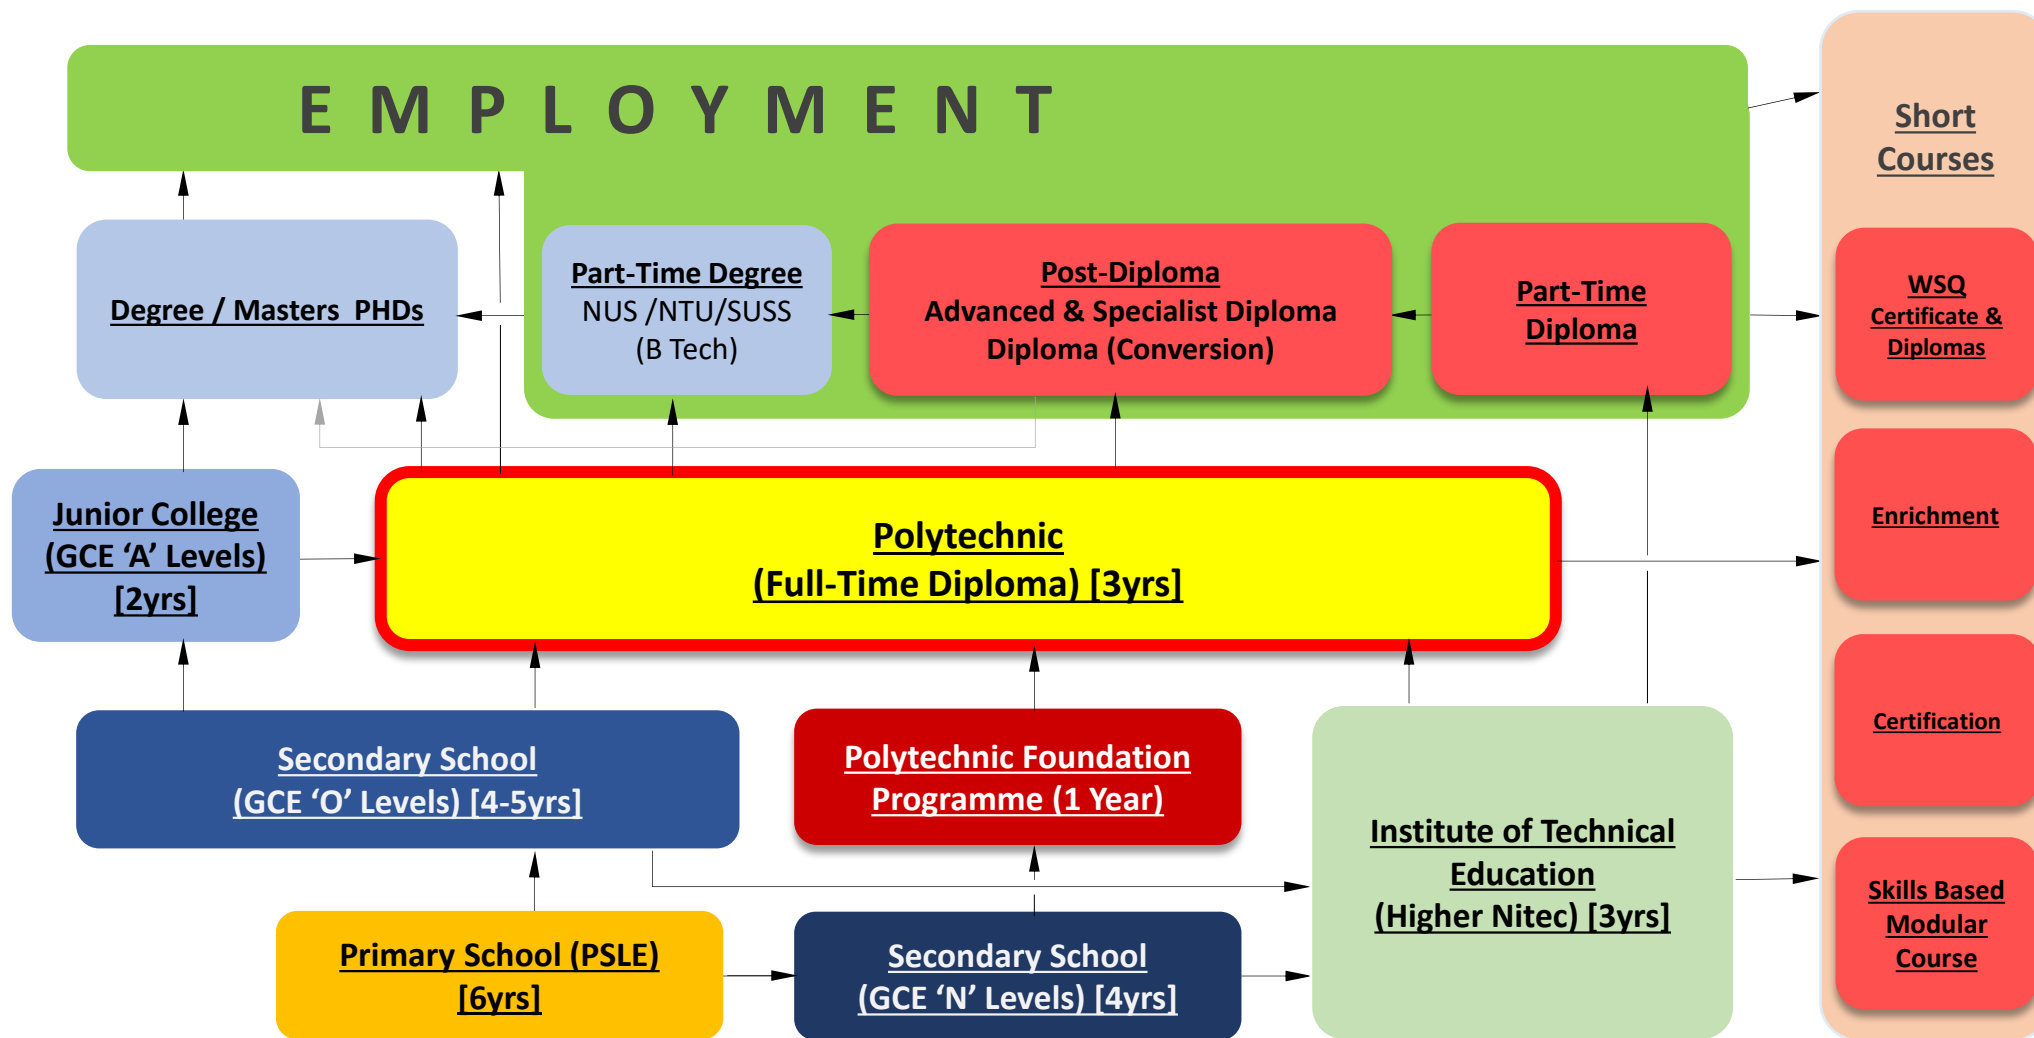 E M P L O Y M E N T
Short
Courses
Degree / Masters  PHDs
Part-Time Degree
NUS /NTU/SUSS
(B Tech)
Post-Diploma
Advanced & Specialist Diploma
Diploma (Conversion)
Part-Time
Diploma
WSQ
Certificate &
Diplomas
Junior College
(GCE ‘A’ Levels)
[2yrs]
Polytechnic
(Full-Time Diploma) [3yrs]
Enrichment
Secondary School
(GCE ‘O’ Levels) [4-5yrs]
Polytechnic Foundation
Programme (1 Year)
Institute of Technical
Education
(Higher Nitec) [3yrs]
Certification
Primary School (PSLE)
[6yrs]
Secondary School
(GCE ‘N’ Levels) [4yrs]
Skills Based
Modular
Course